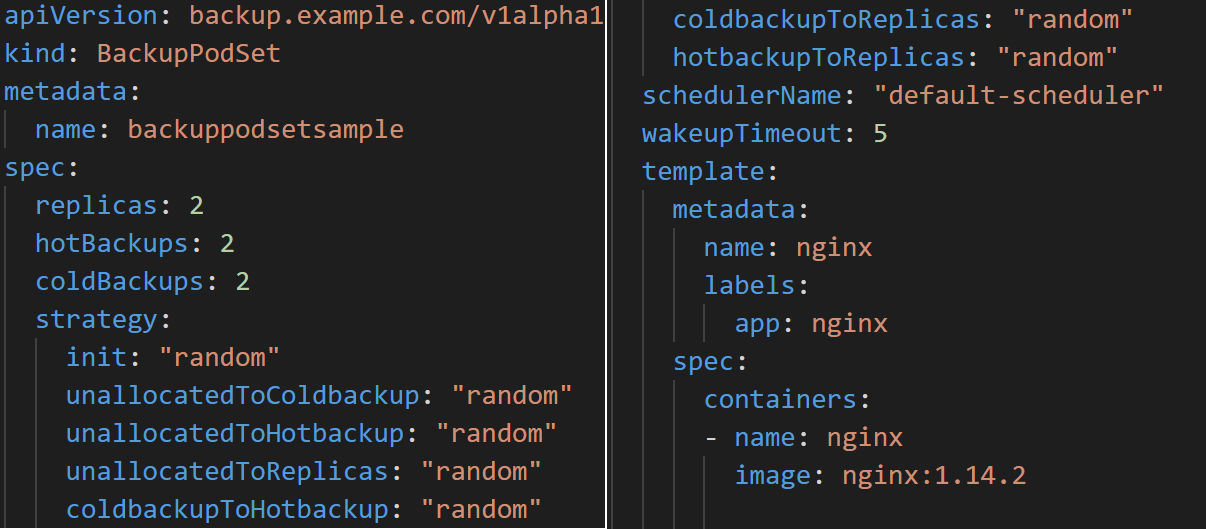 apiVersion: backup.example.com/v1alpha1
kind: BackupPodSet
metadata:
  name: backuppodsetsample
spec:
  replicas: 2
  hotBackups: 2
  coldBackups: 2
  strategy:
    init: "random"
    unallocatedToColdbackup: "random"
    unallocatedToHotbackup: "random"
    unallocatedToReplicas: "random"
    coldbackupToHotbackup: "random"
    coldbackupToReplicas: "random"
    hotbackupToReplicas: "random"
  schedulerName: "default-scheduler"
  wakeupTimeout: 5
  template:
    metadata:
      name: nginx
      labels:
        app: nginx
    spec:
      containers:
      - name: nginx
        image: nginx:1.14.2